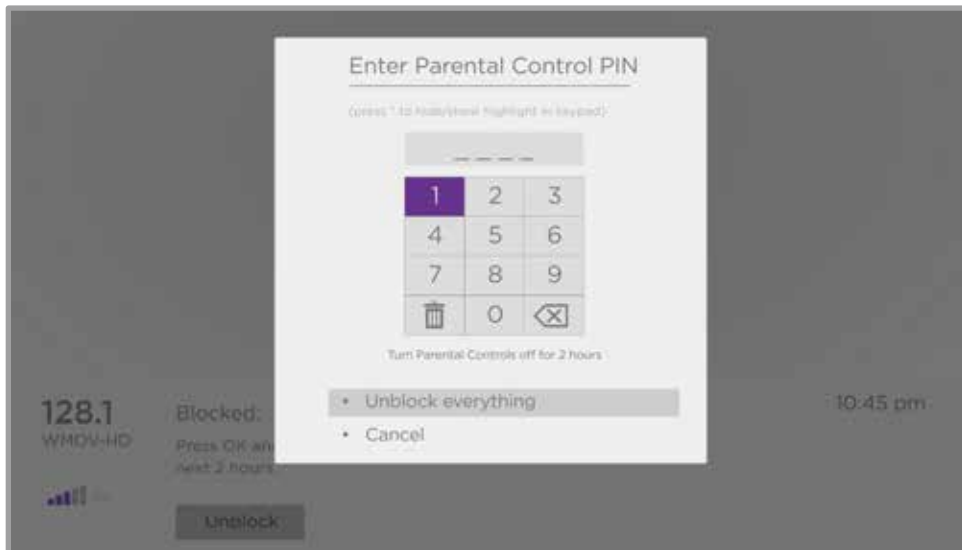 Enter Parental Control PIN
(press * to hide/show highlight in keypad)
_ _ _ _
1 2 3
4 5 6
7 8 9
0
Turn Parental Controls off for 2 hours
• Unblock everything
• Cancel
128.1
WMOV-HD
Blocked:
Press OK and
next 2 hours
Unblock
10:45 pm